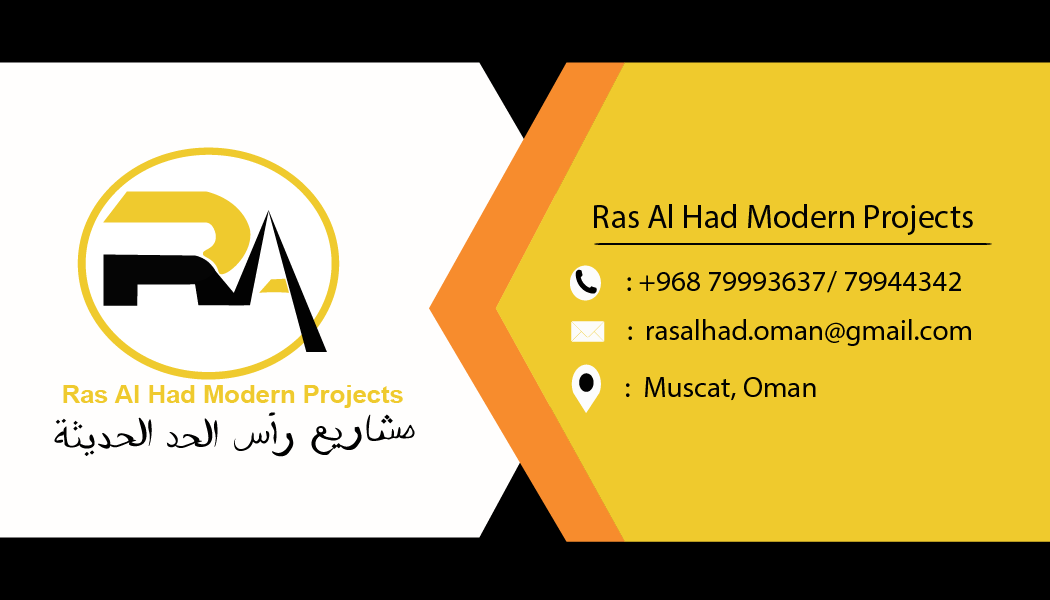 RA
Ras Al Had Modern Projects
مشاريع رأس الحد الحديثة
Ras Al Had Modern Projects
: +968 79993637/ 79944342
: rasalhad.oman@gmail.com
: Muscat, Oman